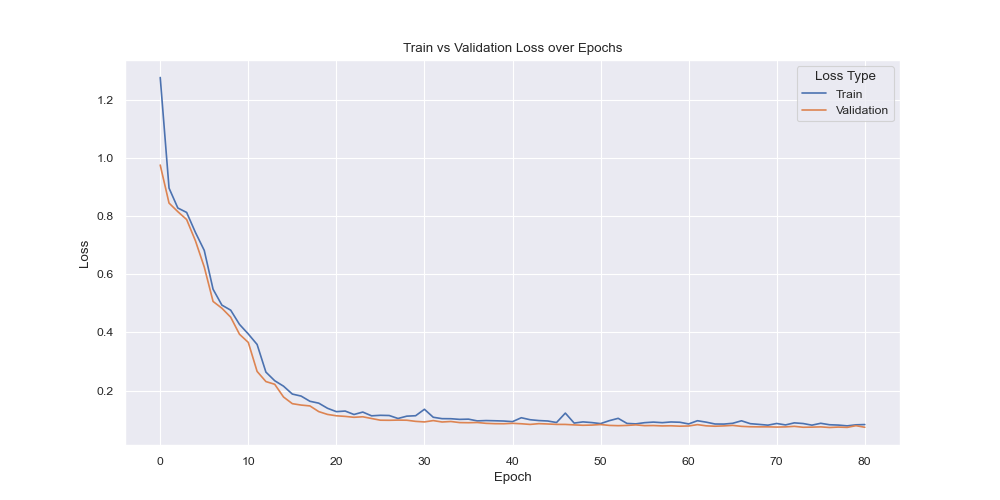 Train vs Validation Loss over Epochs
Loss Type
Train
Validation
1.2
1.0
0.8
0.6
0.4
0.2
Loss
0 10 20 30 40 50 60 70 80
Epoch